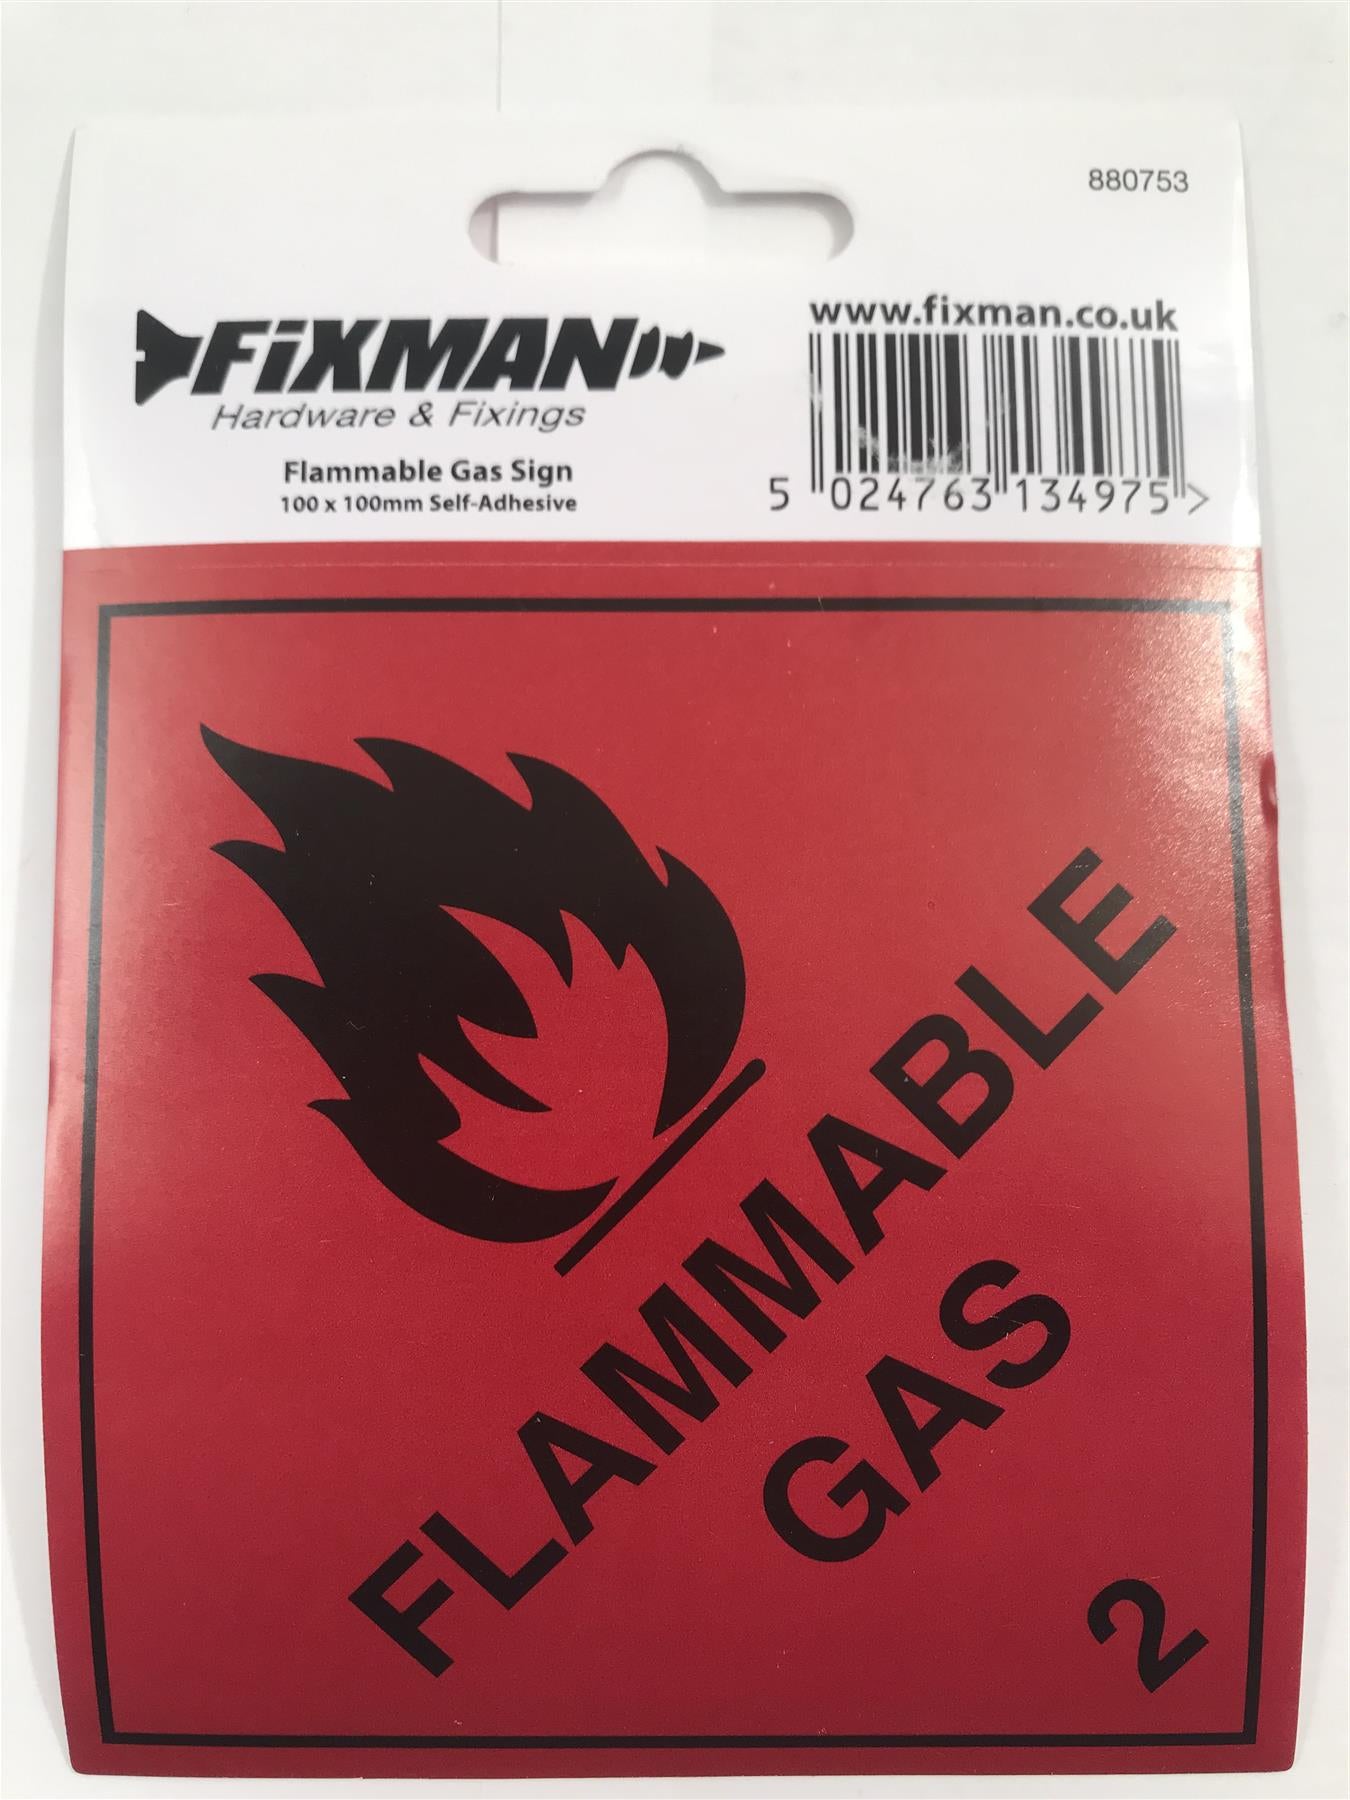 880753
FiXMAN
Hardware & Fixings
Flammable Gas Sign
100 x 100mm Self-Adhesive
www.fixman.co.uk
5 024763 134975 >
FLAMMABLE
GAS
2